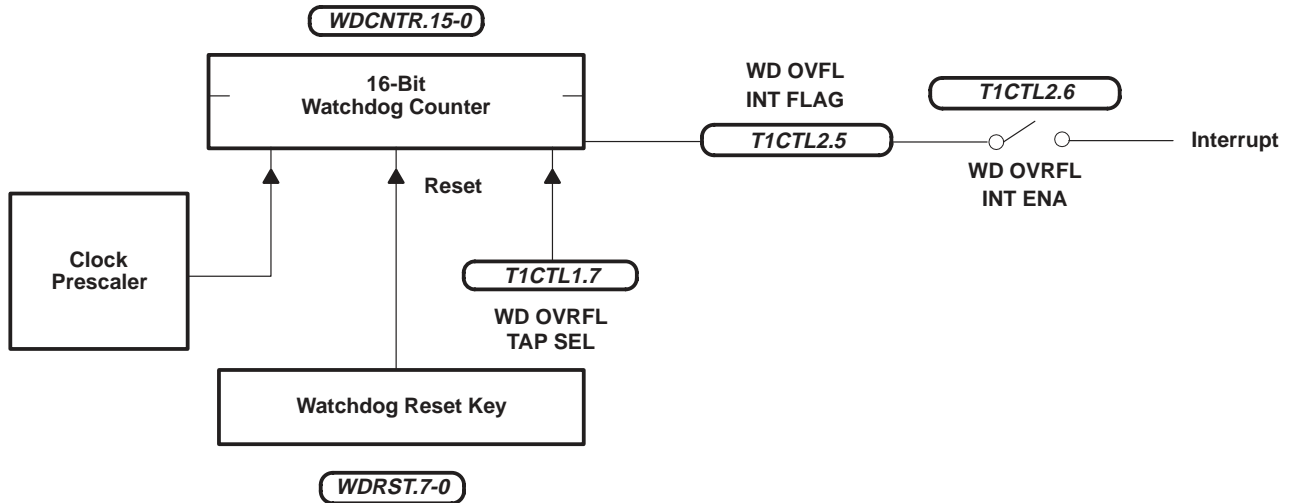 WDCNTR.15-0
16-Bit
Watchdog Counter
WD OVFL
INT FLAG
T1CTL2.5
T1CTL2.6
Interrupt
WD OVRFL
INT ENA
Reset
Clock
Prescaler
T1CTL1.7
WD OVRFL
TAP SEL
Watchdog Reset Key
WDRST.7-0